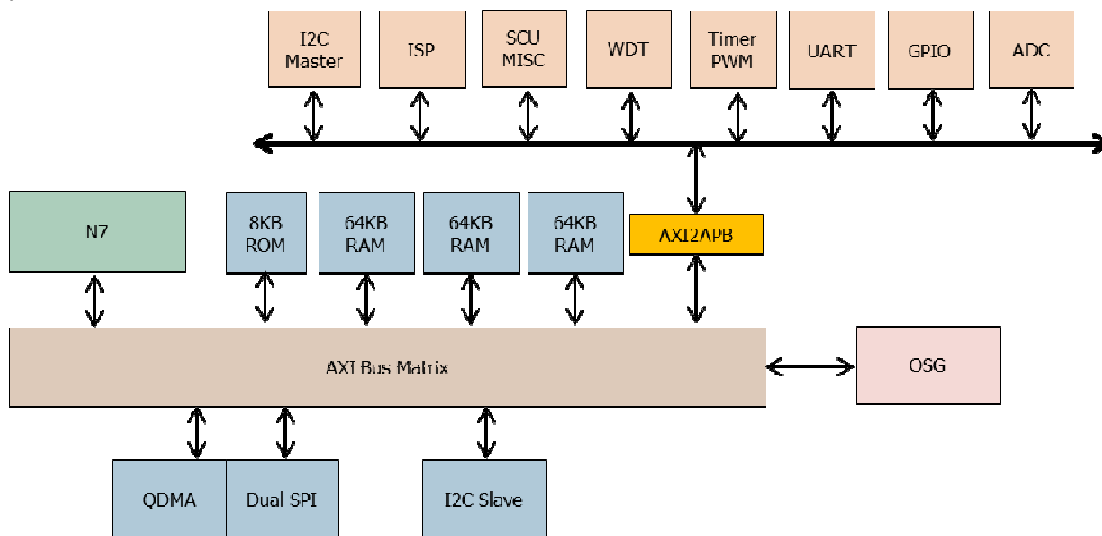 I2C
Master
ISP
SCU
MISC
WDT
Timer
PWM
UART
GPIO
ADC
N7
8KB
ROM
64KB
RAM
64KB
RAM
64KB
RAM
AXI2APB
AXI Bus Matrix
OSG
QDMA
Dual SPI
I2C Slave